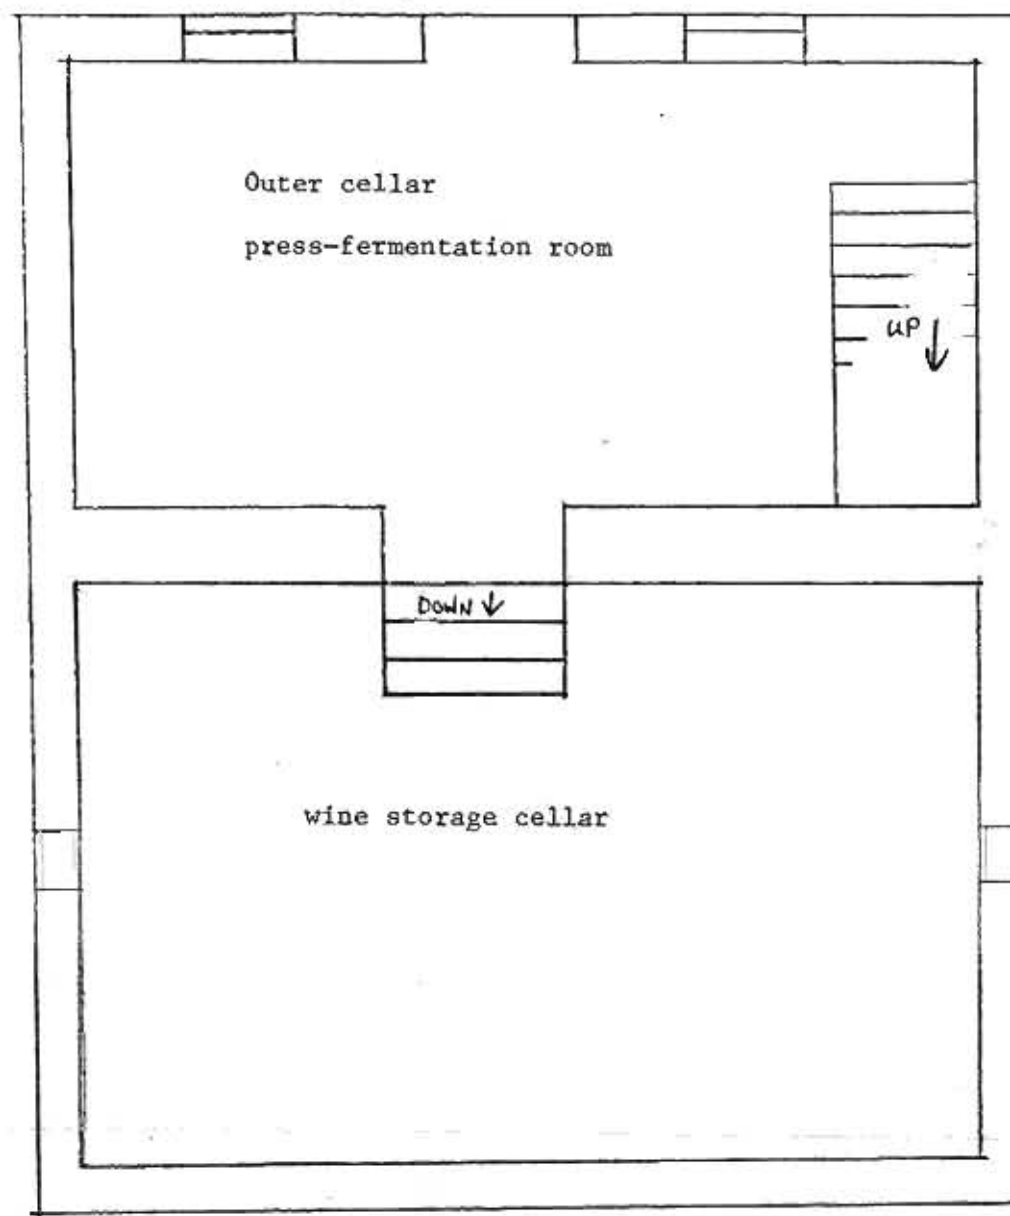 Outer cellar
press-fermentation room
UP
DOWN
wine storage cellar